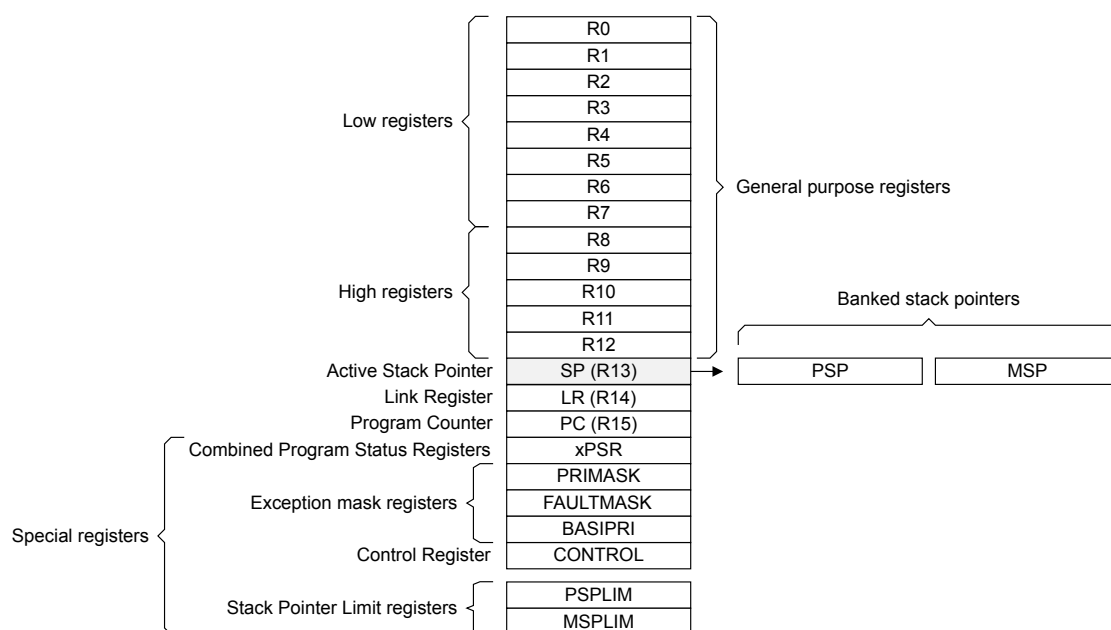 R0
R1
R2
Low registers
R3
R4
R5
R6
General purpose registers
R7
R8
R9
High registers
R10
Banked stack pointers
R11
R12
Active Stack Pointer
SP (R13)
PSP
MSP
Link Register
LR (R14)
Program Counter
PC (R15)
Combined Program Status Registers
xPSR
PRIMASK
Exception mask registers
FAULTMASK
BASIPRI
Special registers
Control Register
CONTROL
PSPLIM
Stack Pointer Limit registers
MSPLIM